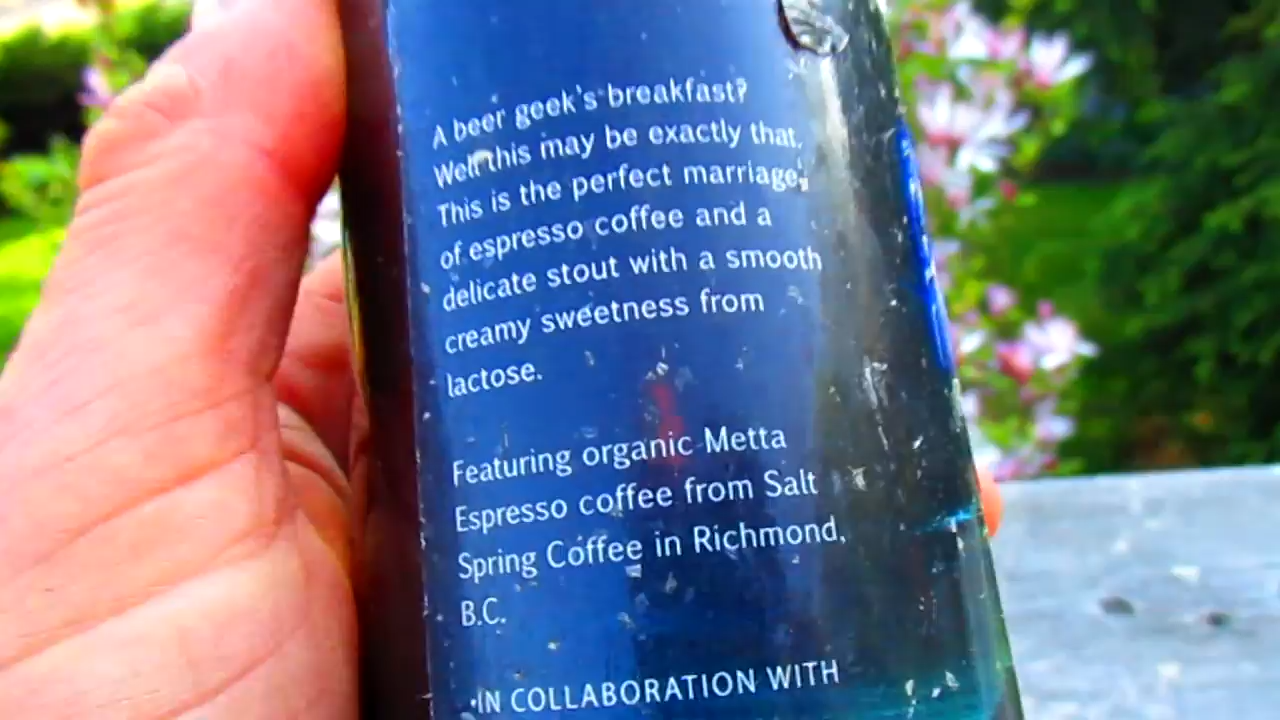 A beer geek's breakfast?
Well this may be exactly that.
This is the perfect marriage
of espresso coffee and a
delicate stout with a smooth
creamy sweetness from
lactose.
Featuring organic Metta
Espresso coffee from Salt
Spring Coffee in Richmond,
B.C.
IN COLLABORATION WITH